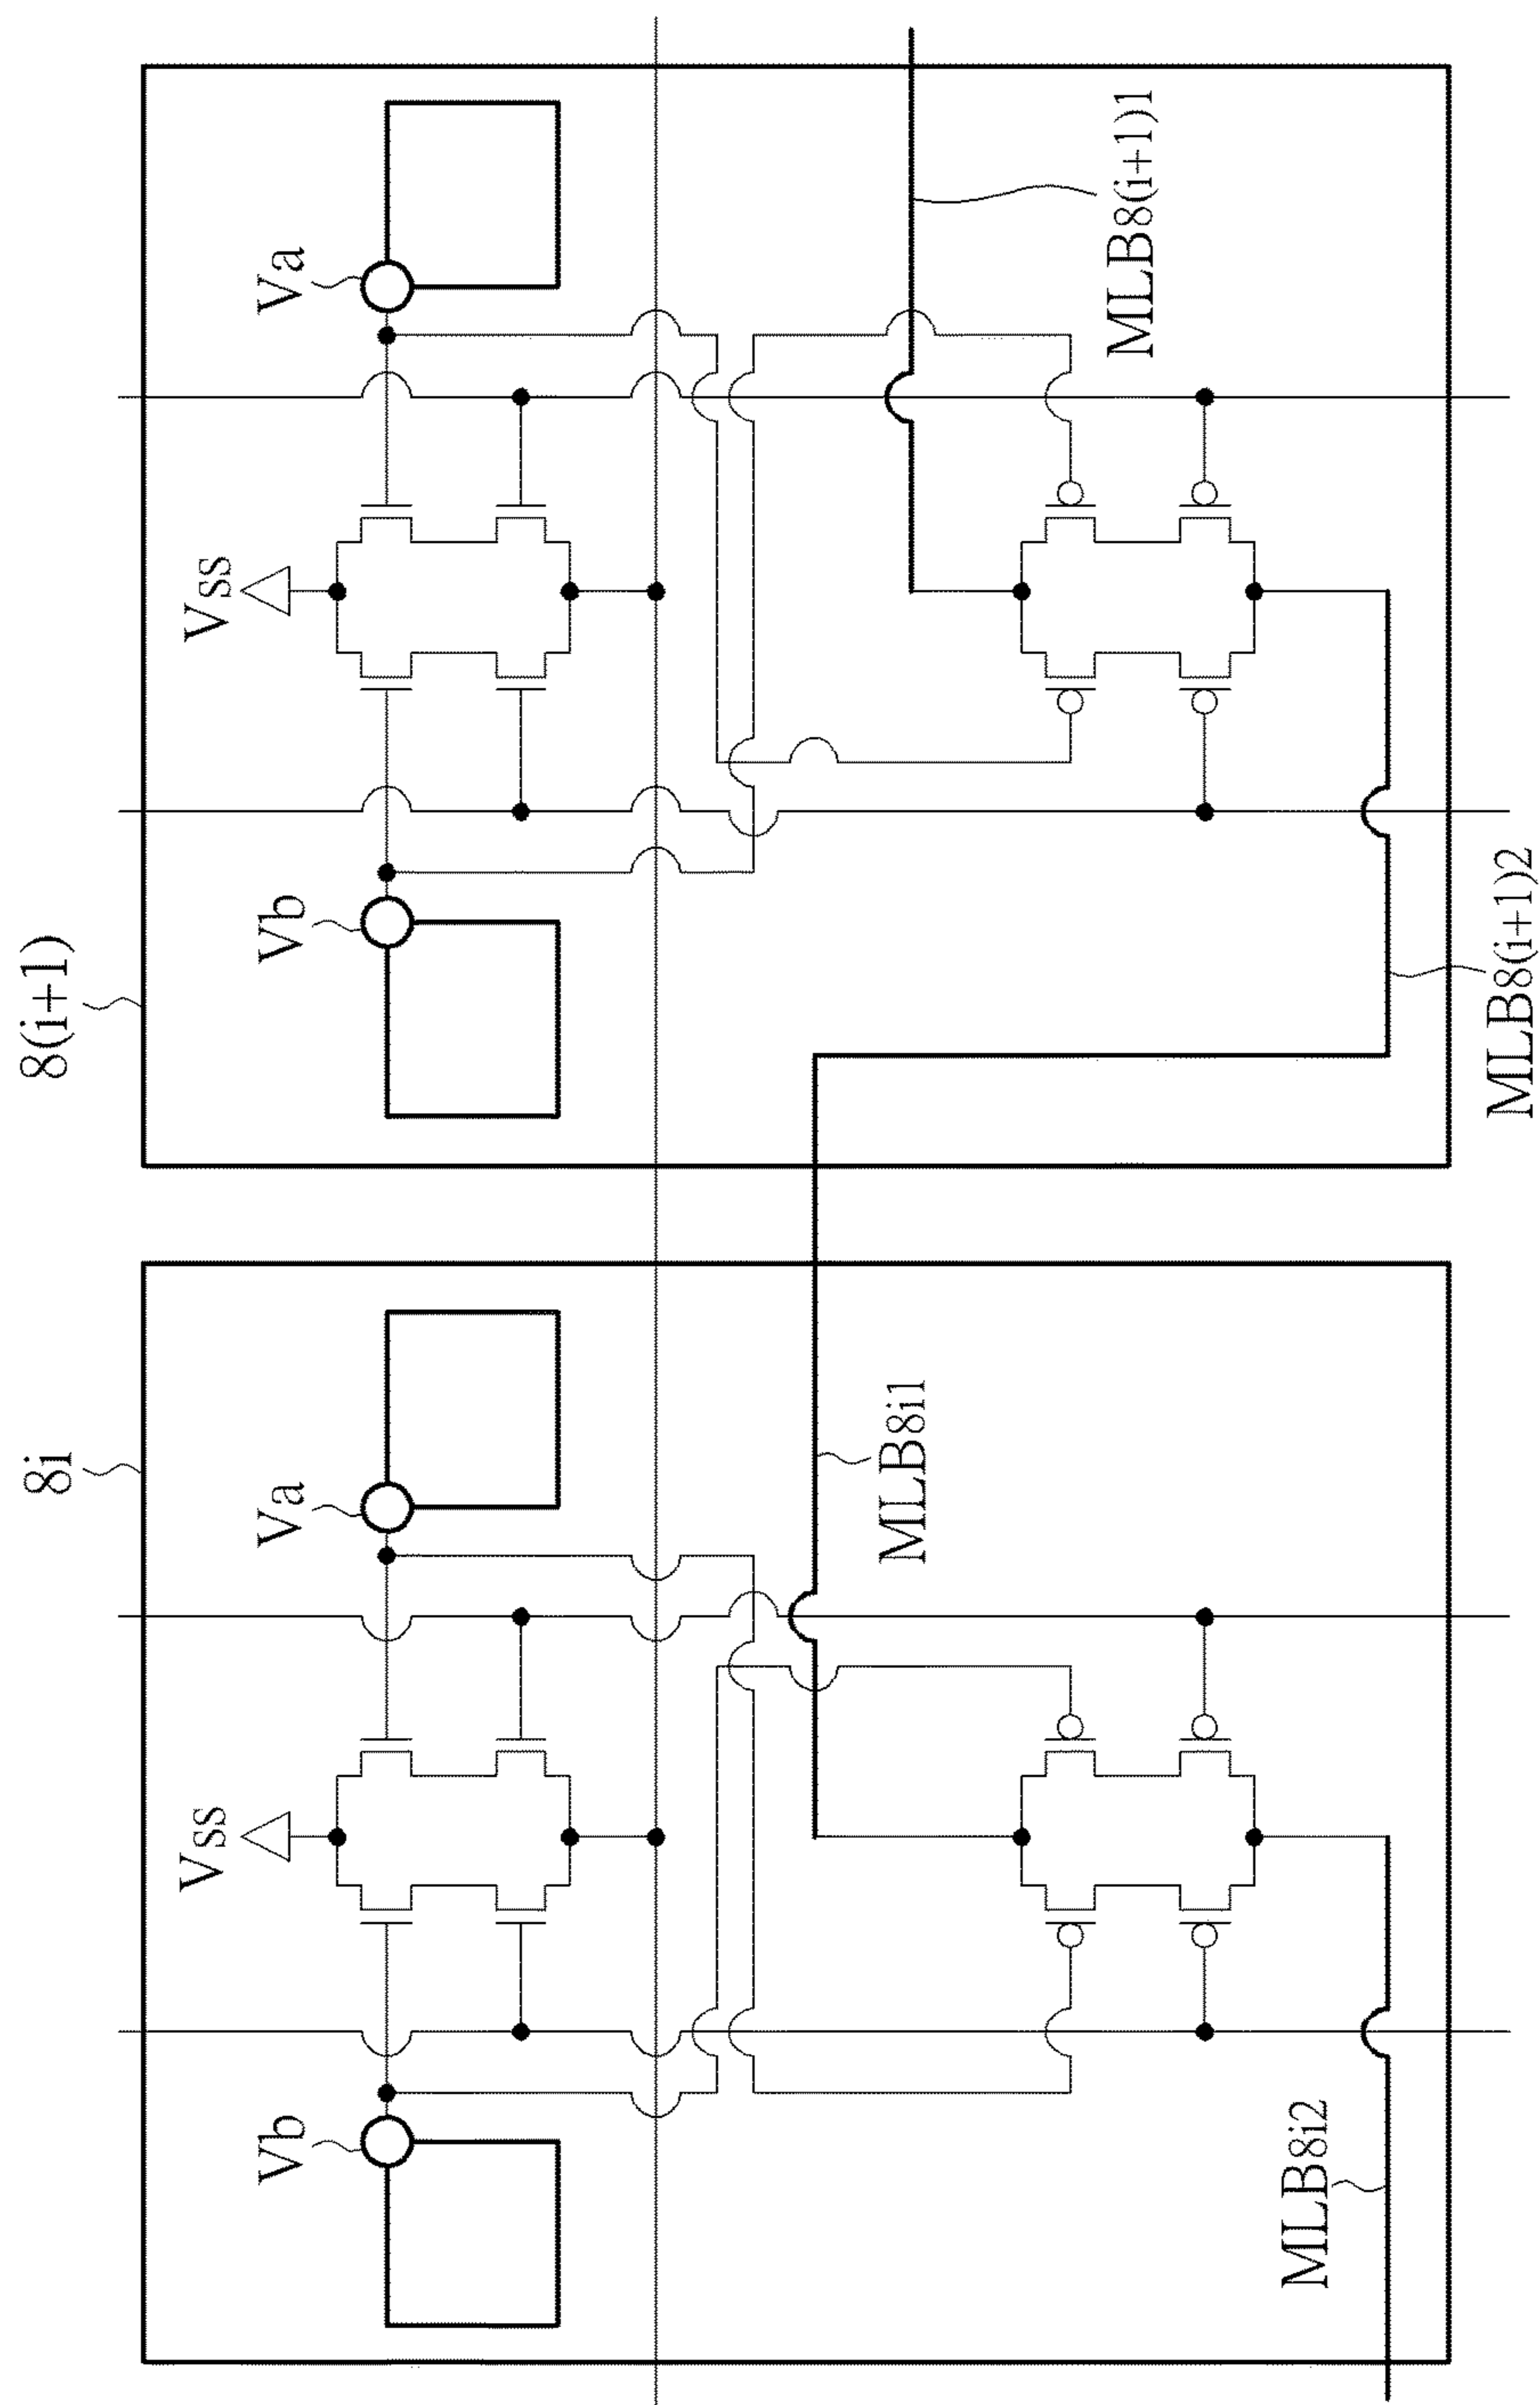 8i
8(i+1)
Vss
Vss
Vb
Va
Vb
Va
MLB8i1
MLB8(i+1)1
MLB8i2
MLB8(i+1)2